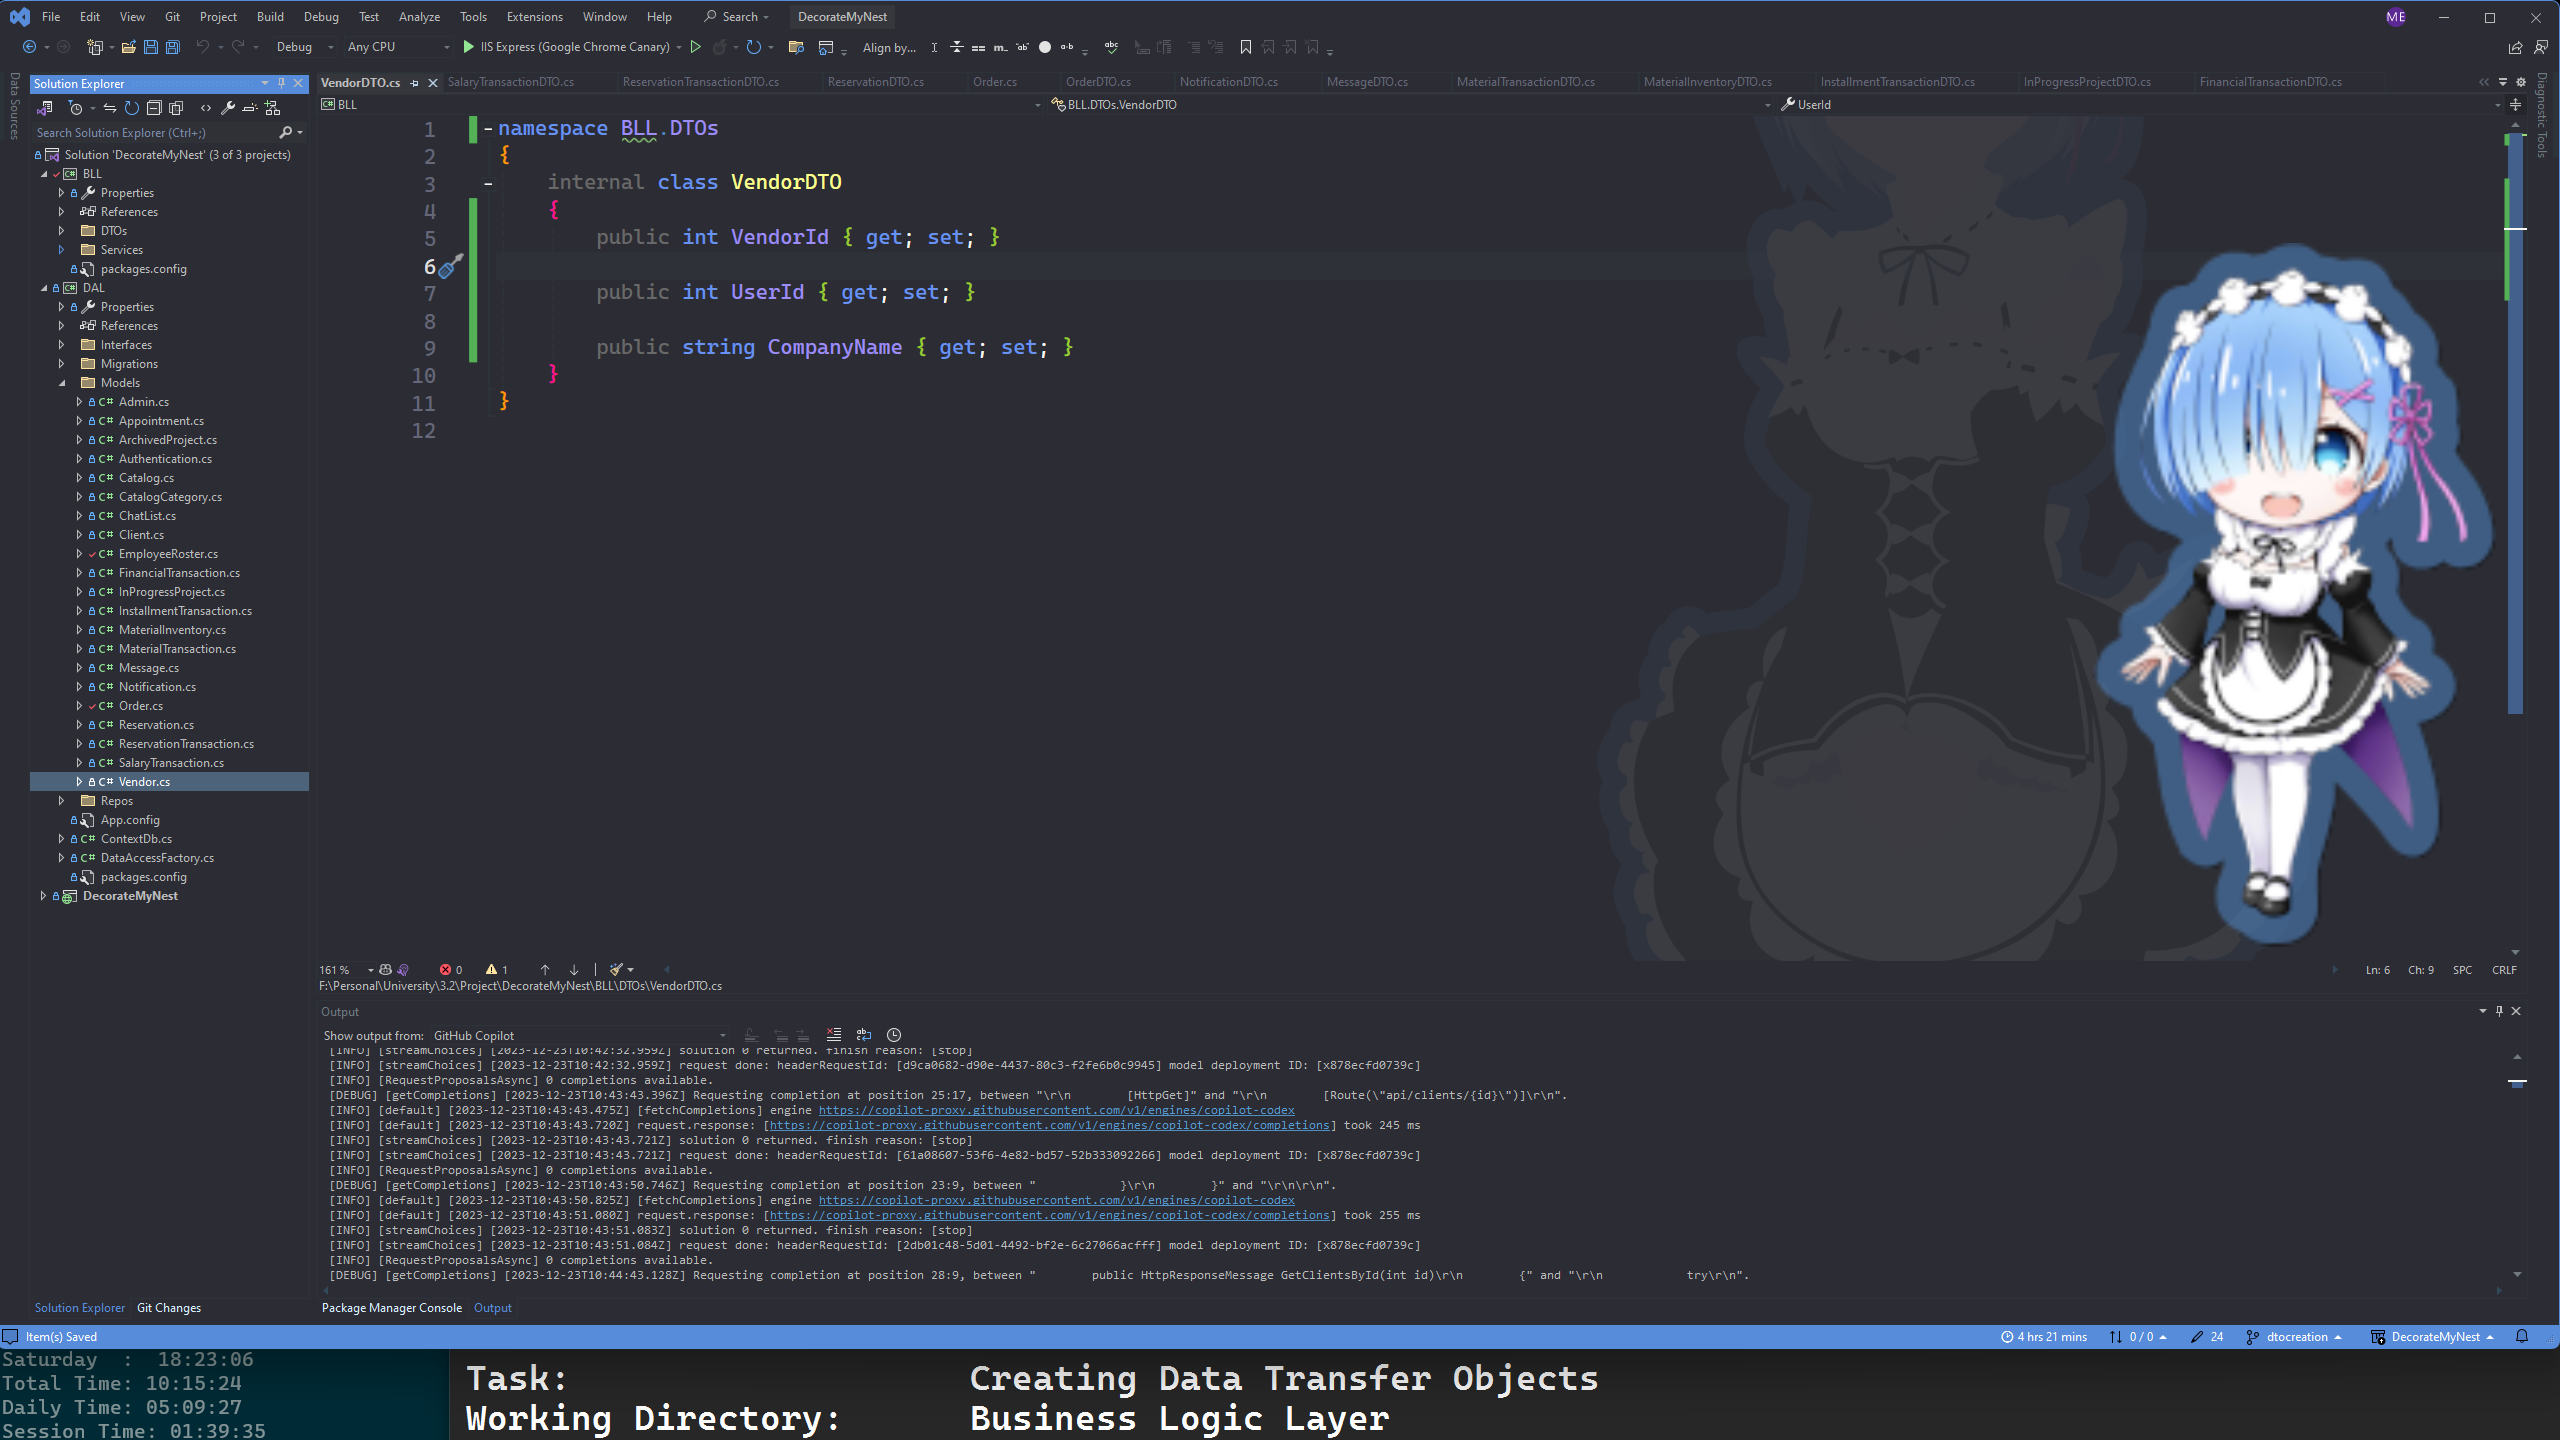 File Edit View Git Project Build Debug Test Analyze Tools Extensions Window Help Search DecorateMyNest ME
Debug Any CPU IIS Express (Google Chrome Canary) Align by...
Data Sources
Solution Explorer
Search Solution Explorer (Ctrl+;)
Solution 'DecorateMyNest' (3 of 3 projects)
BLL
Properties
References
DTOs
Services
packages.config
DAL
Properties
References
Interfaces
Migrations
Models
C# Admin.cs
C# Appointment.cs
C# ArchivedProject.cs
C# Authentication.cs
C# Catalog.cs
C# CatalogCategory.cs
C# ChatList.cs
C# Client.cs
C# EmployeeRoster.cs
C# FinancialTransaction.cs
C# InProgressProject.cs
C# InstallmentTransaction.cs
C# MaterialInventory.cs
C# MaterialTransaction.cs
C# Message.cs
C# Notification.cs
C# Order.cs
C# Reservation.cs
C# ReservationTransaction.cs
C# SalaryTransaction.cs
C# Vendor.cs
Repos
App.config
C# ContextDb.cs
C# DataAccessFactory.cs
packages.config
DecorateMyNest
Solution Explorer Git Changes
VendorDTO.cs SalaryTransactionDTO.cs ReservationTransactionDTO.cs ReservationDTO.cs Order.cs OrderDTO.cs NotificationDTO.cs MessageDTO.cs MaterialTransactionDTO.cs MaterialInventoryDTO.cs InstallmentTransactionDTO.cs InProgressProjectDTO.cs FinancialTransactionDTO.cs
BLL BLL.DTOs.VendorDTO UserId
Diagnostic Tools
1 namespace BLL.DTOs
2 {
3 internal class VendorDTO
4 {
5 public int VendorId { get; set; }
6
7 public int UserId { get; set; }
8
9 public string CompanyName { get; set; }
10 }
11 }
12
161 % 0 1 Ln: 6 Ch: 9 SPC CRLF
F:\Personal\University\3.2\Project\DecorateMyNest\BLL\DTOs\VendorDTO.cs
Output
Show output from: GitHub Copilot
[INFO] [streamChoices] [2023-12-23T10:42:32.959Z] solution 0 returned. finish reason: [stop]
[INFO] [streamChoices] [2023-12-23T10:42:32.959Z] request done: headerRequestId: [d9ca0682-d90e-4437-80c3-f2fe6b0c9945] model deployment ID: [x878ecfd0739c]
[INFO] [RequestProposalsAsync] 0 completions available.
[DEBUG] [getCompletions] [2023-12-23T10:43:43.396Z] Requesting completion at position 25:17, between "\r\n        [HttpGet]" and "\r\n        [Route(\"api/clients/{id}\")]\r\n".
[INFO] [default] [2023-12-23T10:43:43.475Z] [fetchCompletions] engine https://copilot-proxy.githubusercontent.com/v1/engines/copilot-codex
[INFO] [default] [2023-12-23T10:43:43.720Z] request.response: [https://copilot-proxy.githubusercontent.com/v1/engines/copilot-codex/completions] took 245 ms
[INFO] [streamChoices] [2023-12-23T10:43:43.721Z] solution 0 returned. finish reason: [stop]
[INFO] [streamChoices] [2023-12-23T10:43:43.721Z] request done: headerRequestId: [61a08607-53f6-4e82-bd57-52b333092266] model deployment ID: [x878ecfd0739c]
[INFO] [RequestProposalsAsync] 0 completions available.
[DEBUG] [getCompletions] [2023-12-23T10:43:50.746Z] Requesting completion at position 23:9, between "            }\r\n        }" and "\r\n\r\n".
[INFO] [default] [2023-12-23T10:43:50.825Z] [fetchCompletions] engine https://copilot-proxy.githubusercontent.com/v1/engines/copilot-codex
[INFO] [default] [2023-12-23T10:43:51.080Z] request.response: [https://copilot-proxy.githubusercontent.com/v1/engines/copilot-codex/completions] took 255 ms
[INFO] [streamChoices] [2023-12-23T10:43:51.083Z] solution 0 returned. finish reason: [stop]
[INFO] [streamChoices] [2023-12-23T10:43:51.084Z] request done: headerRequestId: [2db01c48-5d01-4492-bf2e-6c27066acfff] model deployment ID: [x878ecfd0739c]
[INFO] [RequestProposalsAsync] 0 completions available.
[DEBUG] [getCompletions] [2023-12-23T10:44:43.128Z] Requesting completion at position 28:9, between "        public HttpResponseMessage GetClientsById(int id)\r\n        {" and "\r\n            try\r\n".
Package Manager Console Output
Item(s) Saved 4 hrs 21 mins 0 / 0 24 dtocreation DecorateMyNest
Saturday : 18:23:06
Total Time: 10:15:24
Daily Time: 05:09:27
Session Time: 01:39:35
Task: Creating Data Transfer Objects
Working Directory: Business Logic Layer